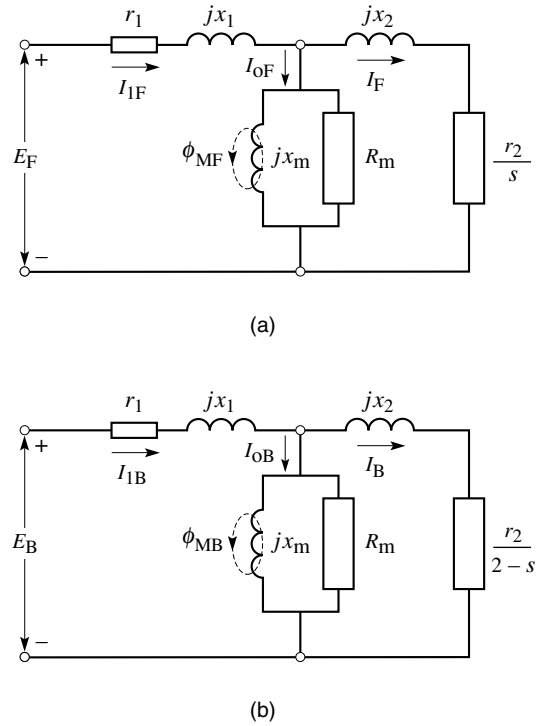 r1 jx1 jx2
+ I1F IoF IF
EF ϕMF jxm Rm r2/s
−
(a)
r1 jx1 jx2
+ I1B IoB IB
EB ϕMB jxm Rm r2/2 − s
−
(b)